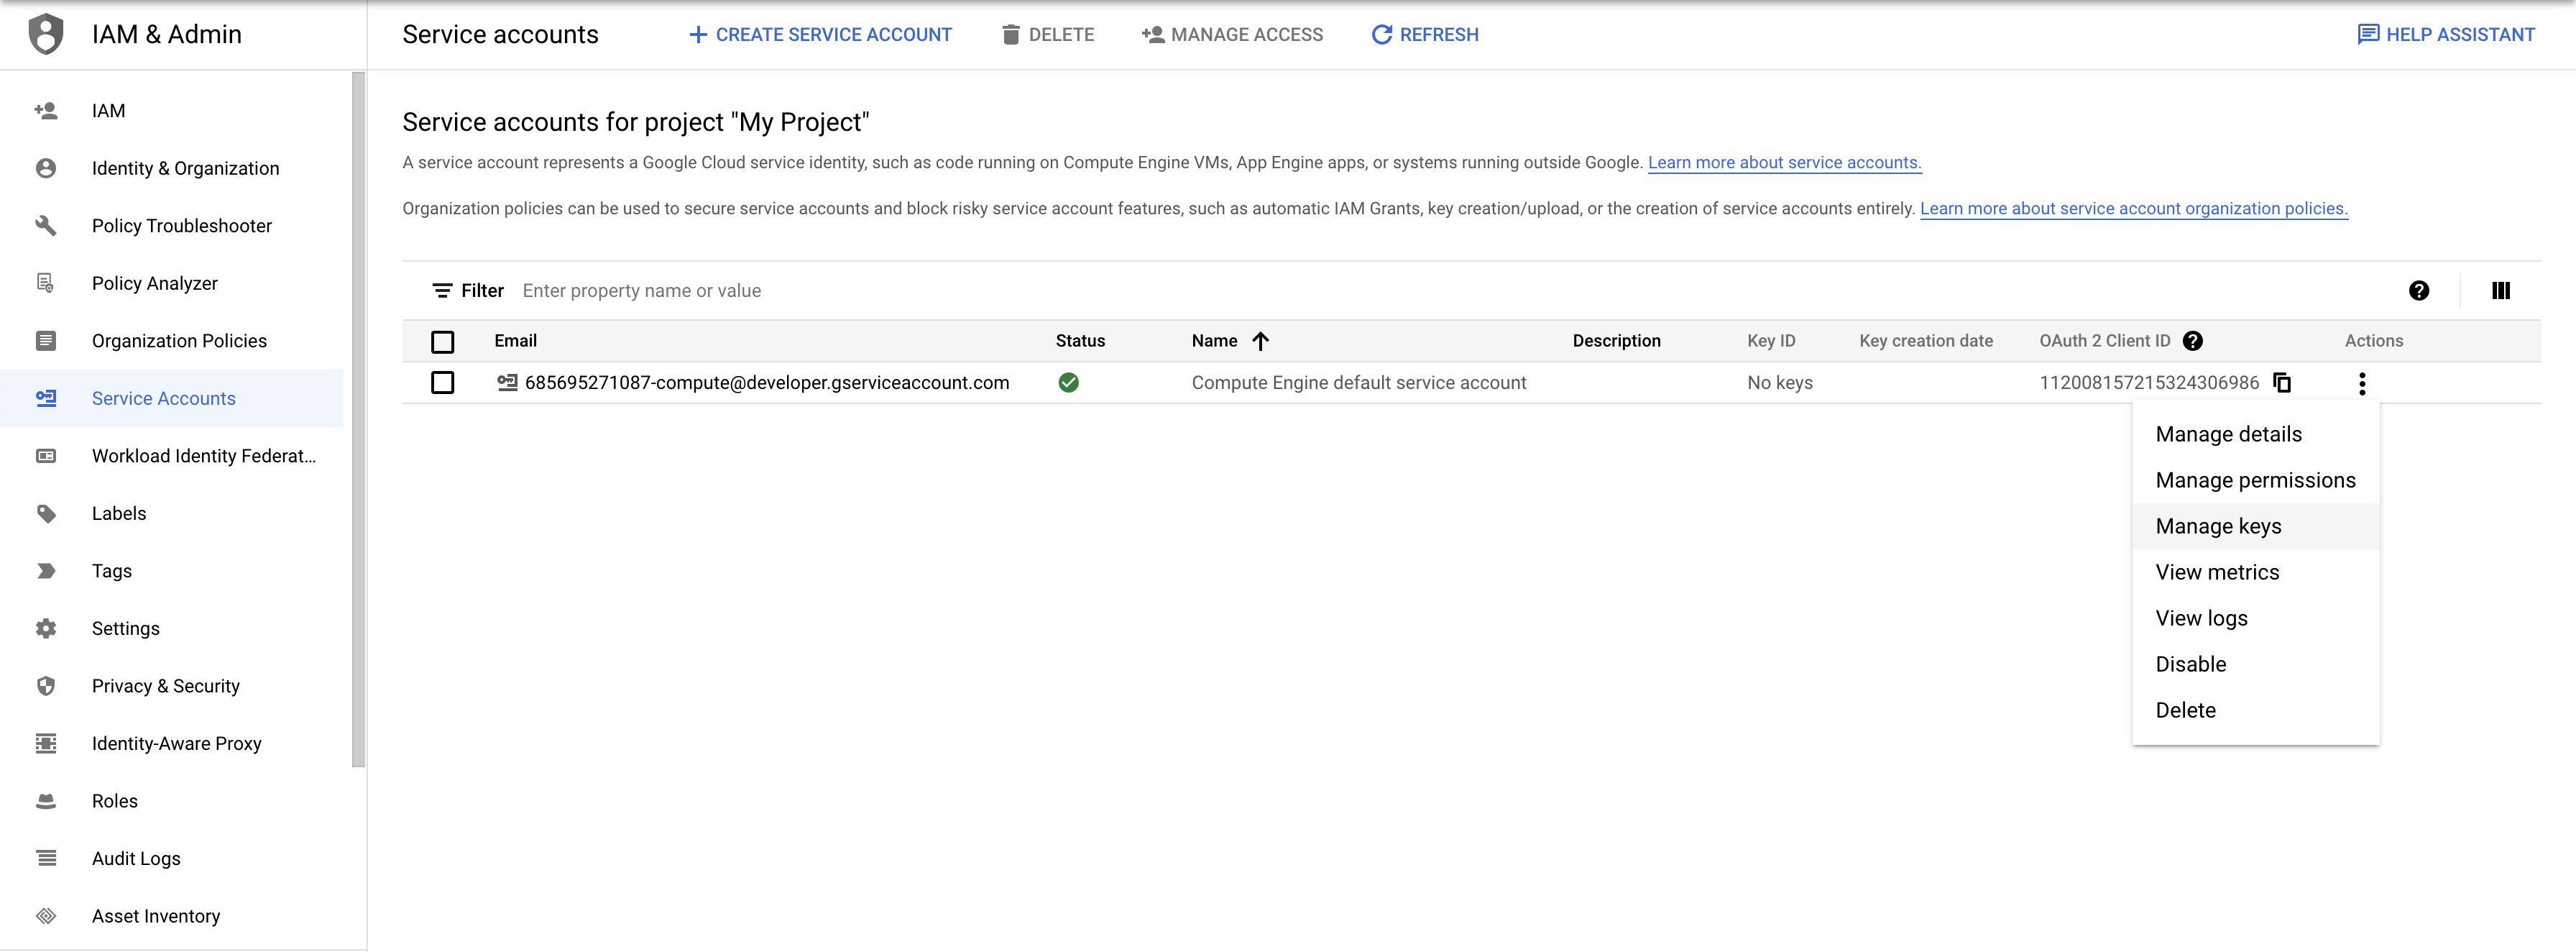 IAM & Admin
Service accounts
CREATE SERVICE ACCOUNT
DELETE
MANAGE ACCESS
REFRESH
HELP ASSISTANT
IAM
Identity & Organization
Policy Troubleshooter
Policy Analyzer
Organization Policies
Service Accounts
Workload Identity Federat...
Labels
Tags
Settings
Privacy & Security
Identity-Aware Proxy
Roles
Audit Logs
Asset Inventory
Service accounts for project "My Project"
A service account represents a Google Cloud service identity, such as code running on Compute Engine VMs, App Engine apps, or systems running outside Google. Learn more about service accounts.
Organization policies can be used to secure service accounts and block risky service account features, such as automatic IAM Grants, key creation/upload, or the creation of service accounts entirely. Learn more about service account organization policies.
Filter Enter property name or value
Email Status Name Description Key ID Key creation date OAuth 2 Client ID Actions
685695271087-compute@developer.gserviceaccount.com Compute Engine default service account No keys 112008157215324306986
Manage details
Manage permissions
Manage keys
View metrics
View logs
Disable
Delete